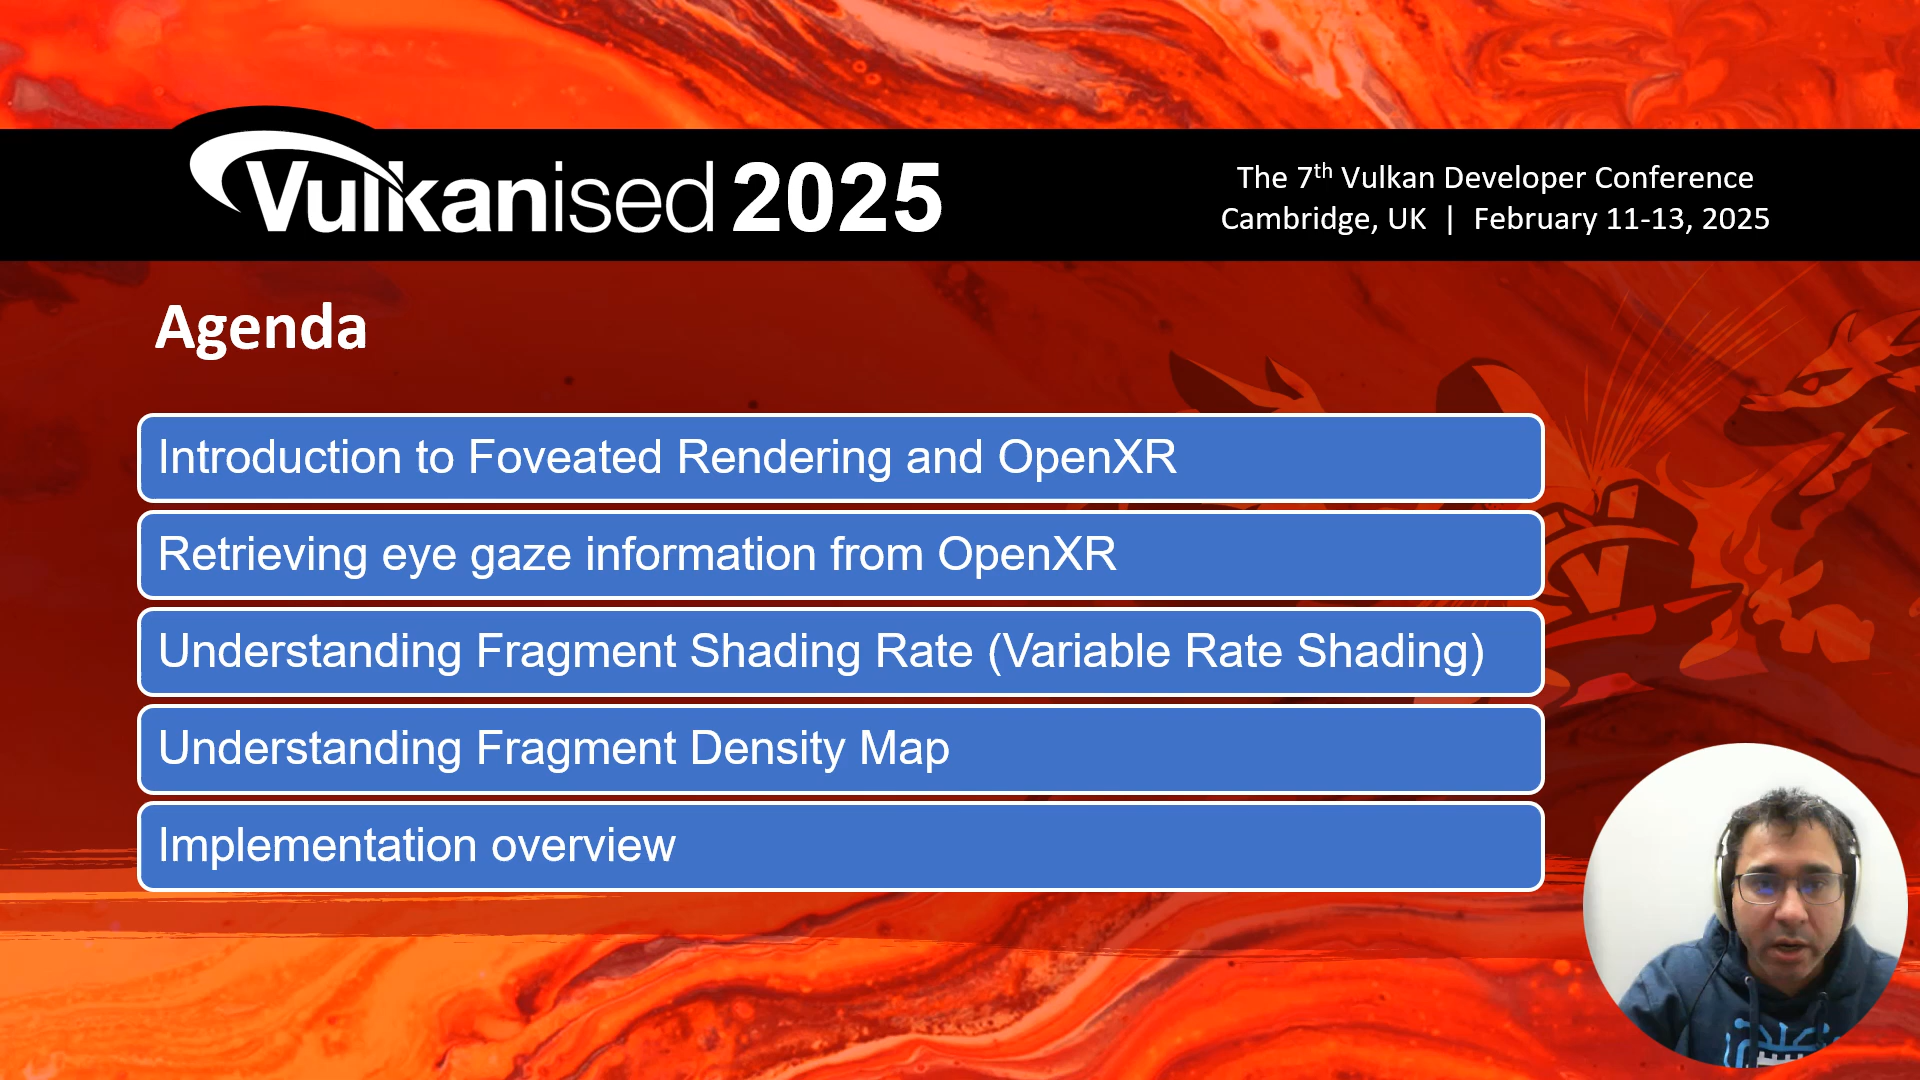 Vulkanised 2025
The 7th Vulkan Developer Conference
Cambridge, UK | February 11-13, 2025
Agenda
Introduction to Foveated Rendering and OpenXR
Retrieving eye gaze information from OpenXR
Understanding Fragment Shading Rate (Variable Rate Shading)
Understanding Fragment Density Map
Implementation overview